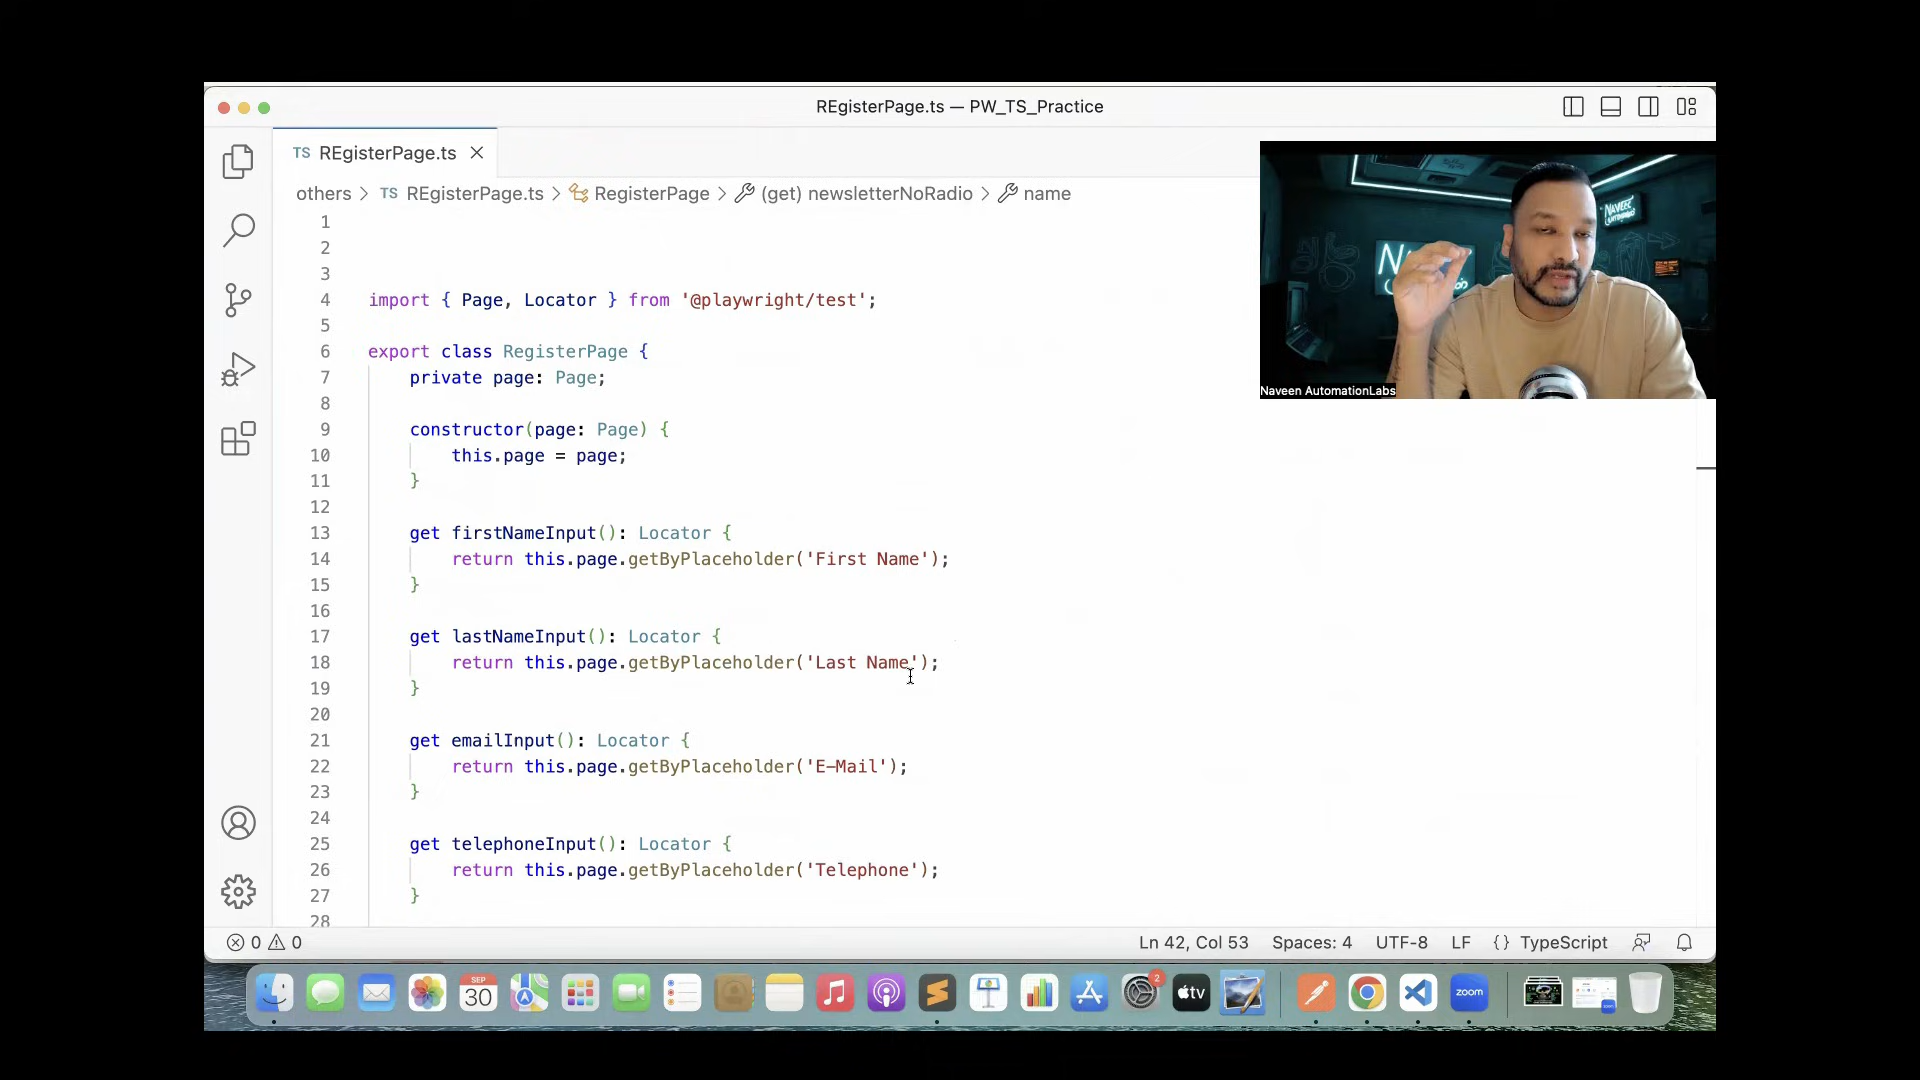 REgisterPage.ts — PW_TS_Practice
TS REgisterPage.ts
others > TS REgisterPage.ts > RegisterPage > (get) newsletterNoRadio > name
1
2
3
4 import { Page, Locator } from '@playwright/test';
5
6 export class RegisterPage {
7 private page: Page;
8
9 constructor(page: Page) {
10 this.page = page;
11 }
12
13 get firstNameInput(): Locator {
14 return this.page.getByPlaceholder('First Name');
15 }
16
17 get lastNameInput(): Locator {
18 return this.page.getByPlaceholder('Last Name');
19 }
20
21 get emailInput(): Locator {
22 return this.page.getByPlaceholder('E-Mail');
23 }
24
25 get telephoneInput(): Locator {
26 return this.page.getByPlaceholder('Telephone');
27 }
28
Naveen AutomationLabs
0 0
Ln 42, Col 53 Spaces: 4 UTF-8 LF {} TypeScript
SEP
30
2
tv
zoom